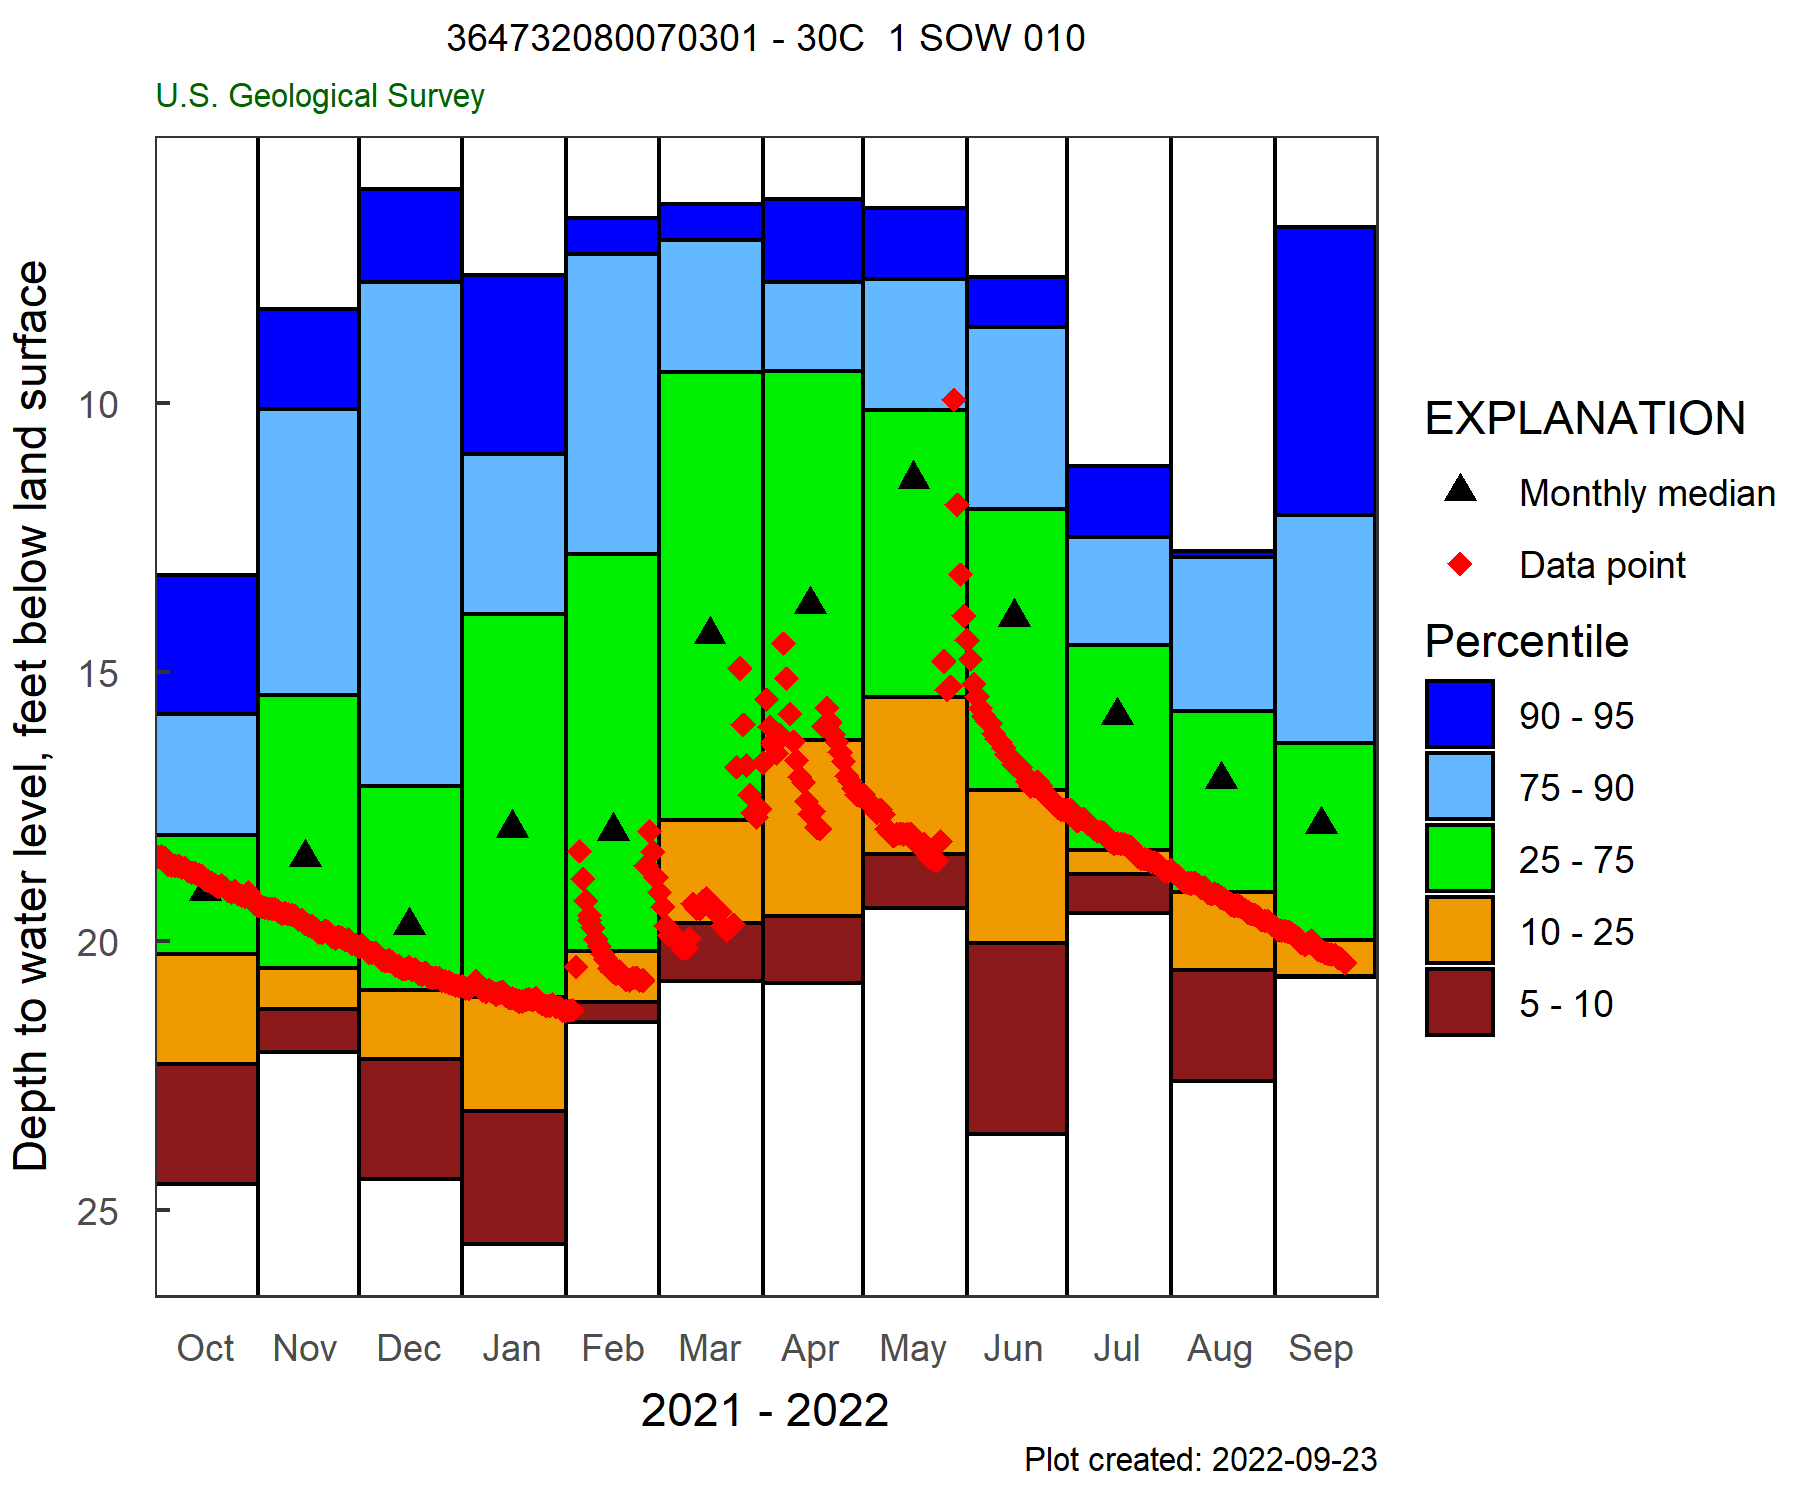 364732080070301 - 30C  1 SOW 010
U.S. Geological Survey
Depth to water level, feet below land surface
10
15
20
25
Oct Nov Dec Jan Feb Mar Apr May Jun Jul Aug Sep
2021 - 2022
EXPLANATION
Monthly median
Data point
Percentile
90 - 95
75 - 90
25 - 75
10 - 25
5 - 10
Plot created: 2022-09-23